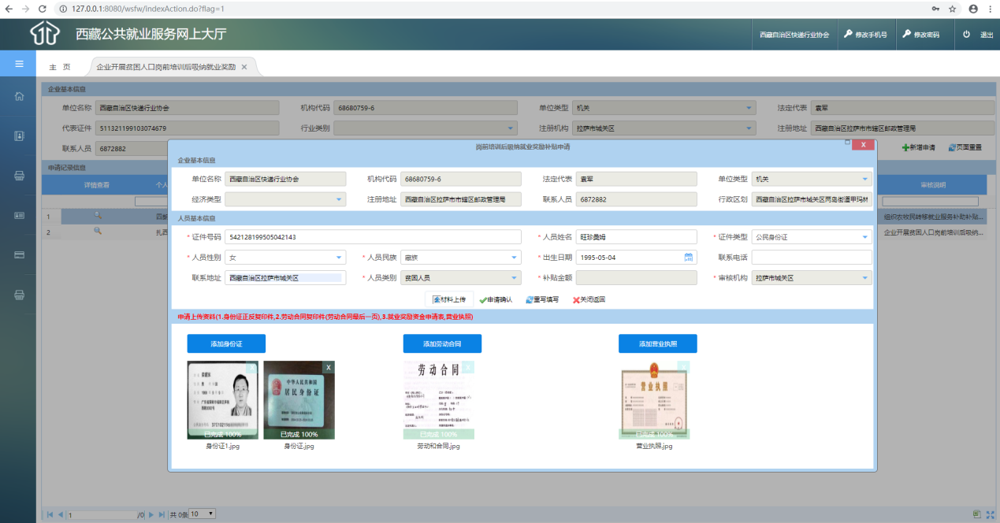 127.0.0.1:8080/wsfw/indexAction.do?flag=1
西藏公共就业服务网上大厅
西藏自治区快递行业协会 修改手机号 修改密码 退出
主 页 企业开展贫困人口岗前培训后吸纳就业奖励
企业基本信息
单位名称 西藏自治区快递行业协会 机构代码 68680759-6 单位类型 机关 法定代表 袁军
代表证件 511321199103074679 行业类别 注册机构 拉萨市城关区 注册地址 西藏自治区拉萨市市辖区邮政管理局
联系人员 6872882
新增申请 页面重置
申请记录信息
详情查看 个人 审核说明
1 组织农牧民转移就业服务补助补贴...
2 扎西 企业开展贫困人口岗前培训后吸纳...
岗前培训后吸纳就业奖励补贴申请 X
企业基本信息
单位名称 西藏自治区快递行业协会 机构代码 68680759-6 法定代表 袁军 单位类型 机关
经济类型 注册地址 西藏自治区拉萨市市辖区邮政管理局 联系人员 6872882 行政区划 西藏自治区拉萨市城关区两岛街道甲玛林
人员基本信息
* 证件号码 542128199505042143 * 人员姓名 旺珍曲姆 * 证件类型 公民身份证
* 人员性别 女 * 人员民族 藏族 * 出生日期 1995-05-04 联系电话
联系地址 西藏自治区拉萨市城关区 * 人员类别 贫困人员 * 补贴金额 * 审核机构 拉萨市城关区
材料上传 申请确认 重写填写 关闭返回
申请上传资料(1.身份证正反复印件,2.劳动合同复印件(劳动合同最后一页),3.就业奖励资金申请表,营业执照)
添加身份证 添加劳动合同 添加营业执照
中华人民共和国
居民身份证
劳动合同
营业执照
已完成 100% 已完成 100% 已完成 100% 已完成 100%
身份证1.jpg 身份证.jpg 劳动和合同.jpg 营业执照.jpg
1 /0 共 0条 10